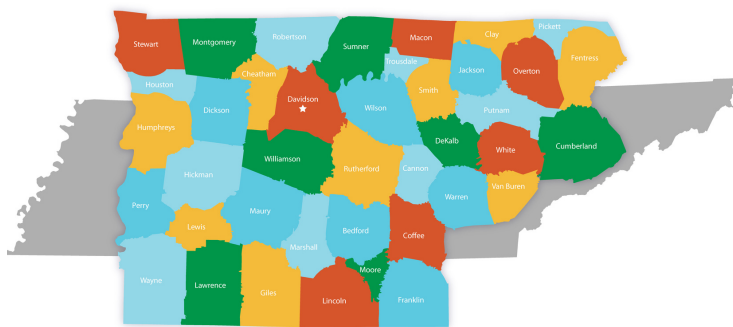 Stewart
Montgomery
Robertson
Sumner
Macon
Clay
Pickett
Trousdale
Jackson
Overton
Fentress
Houston
Cheatham
Dickson
Davidson
Wilson
Smith
Putnam
Humphreys
Williamson
DeKalb
White
Cumberland
Hickman
Rutherford
Cannon
Van Buren
Perry
Lewis
Maury
Marshall
Bedford
Coffee
Warren
Wayne
Lawrence
Giles
Lincoln
Moore
Franklin